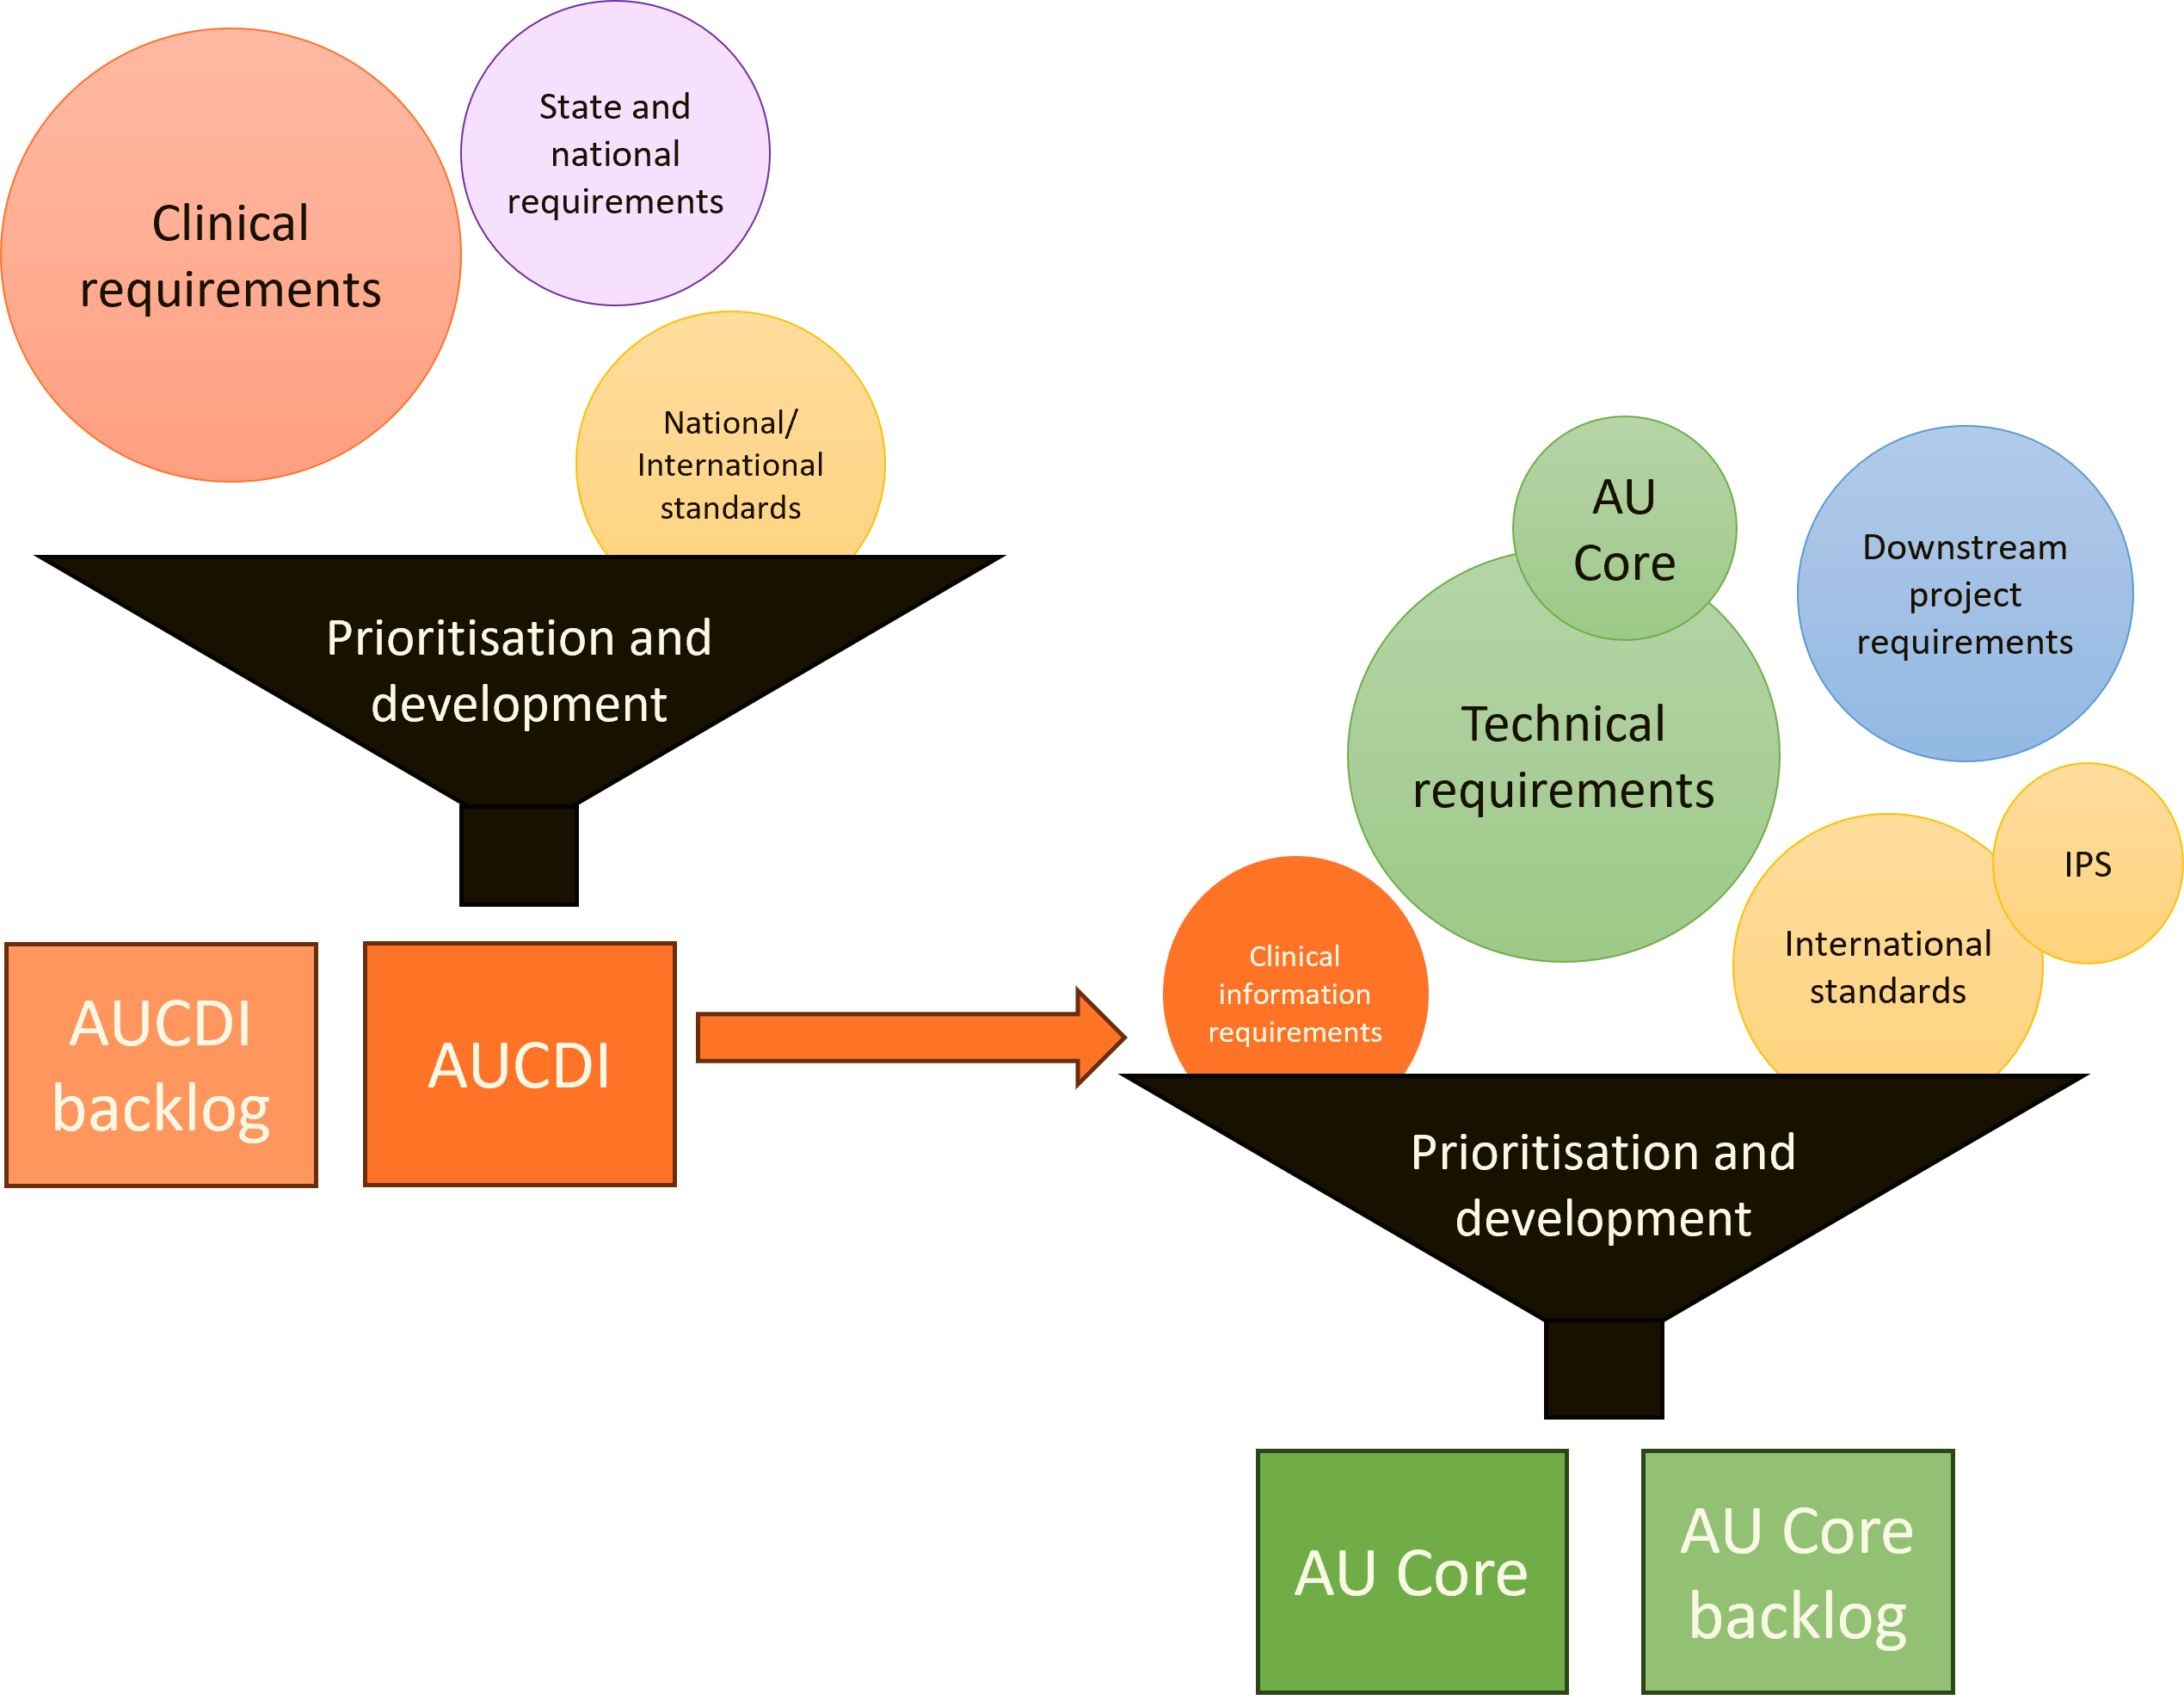 Clinical
requirements
State and
national
requirements
National/
International
standards
Prioritisation and
development
AUCDI
backlog
AUCDI
AU
Core
Technical
requirements
Downstream
project
requirements
IPS
International
standards
Clinical
information
requirements
Prioritisation and
development
AU Core
AU Core
backlog